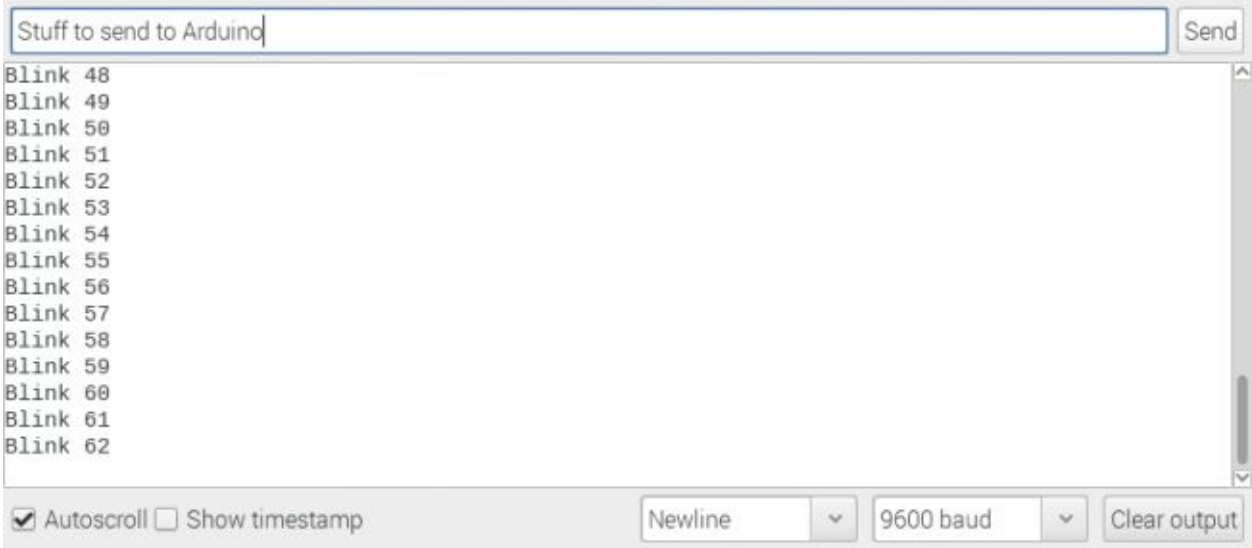 Stuff to send to Arduino Send
Blink 48
Blink 49
Blink 50
Blink 51
Blink 52
Blink 53
Blink 54
Blink 55
Blink 56
Blink 57
Blink 58
Blink 59
Blink 60
Blink 61
Blink 62
Autoscroll Show timestamp Newline 9600 baud Clear output